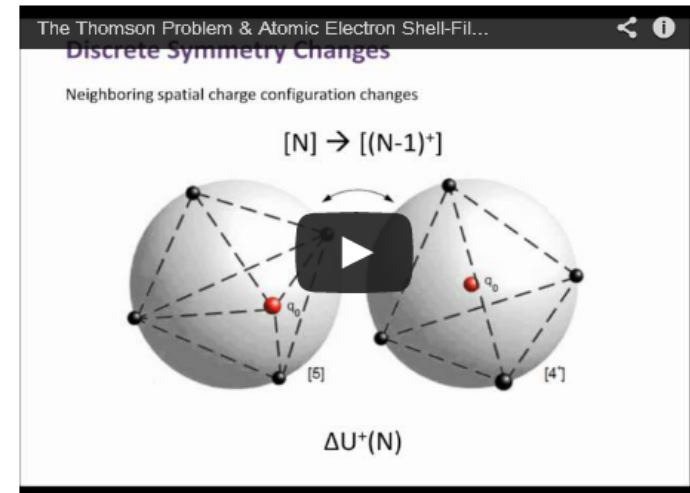 The Thomson Problem & Atomic Electron Shell-Fil...
Discrete Symmetry Changes
Neighboring spatial charge configuration changes
[N] → [(N-1)⁺]
q₀
q₀
[5]
[4⁺]
ΔU⁺(N)